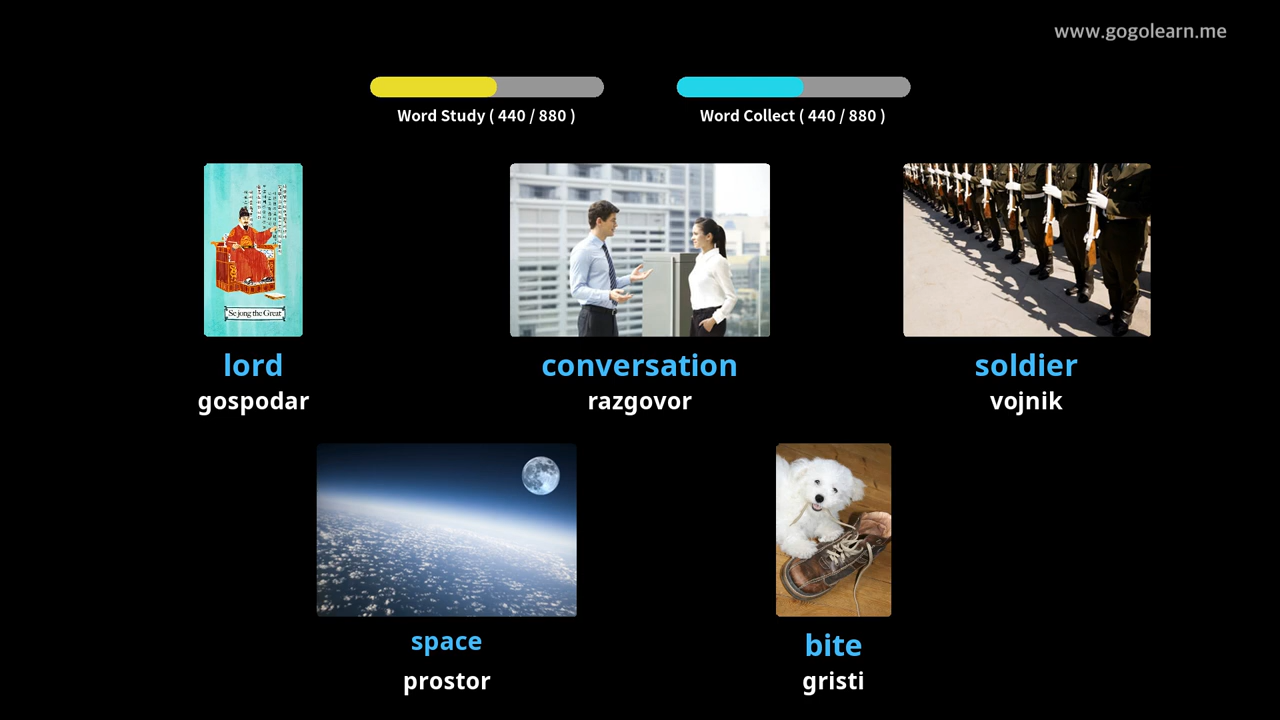 www.gogolearn.me
Word Study ( 440 / 880 )
Word Collect ( 440 / 880 )
Se jong the Great
lord
gospodar
conversation
razgovor
soldier
vojnik
space
prostor
bite
gristi